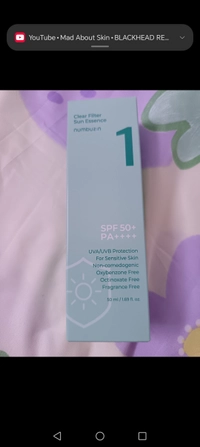 YouTube • Mad About Skin • BLACKHEAD RE...
Clear Filter
Sun Essence
numbuz:n
1
SPF 50+
PA++++
UVA/UVB Protection
For Sensitive Skin
Non-comedogenic
Oxybenzone Free
Octinoxate Free
Fragrance Free
50 ml / 1.69 fl. oz.